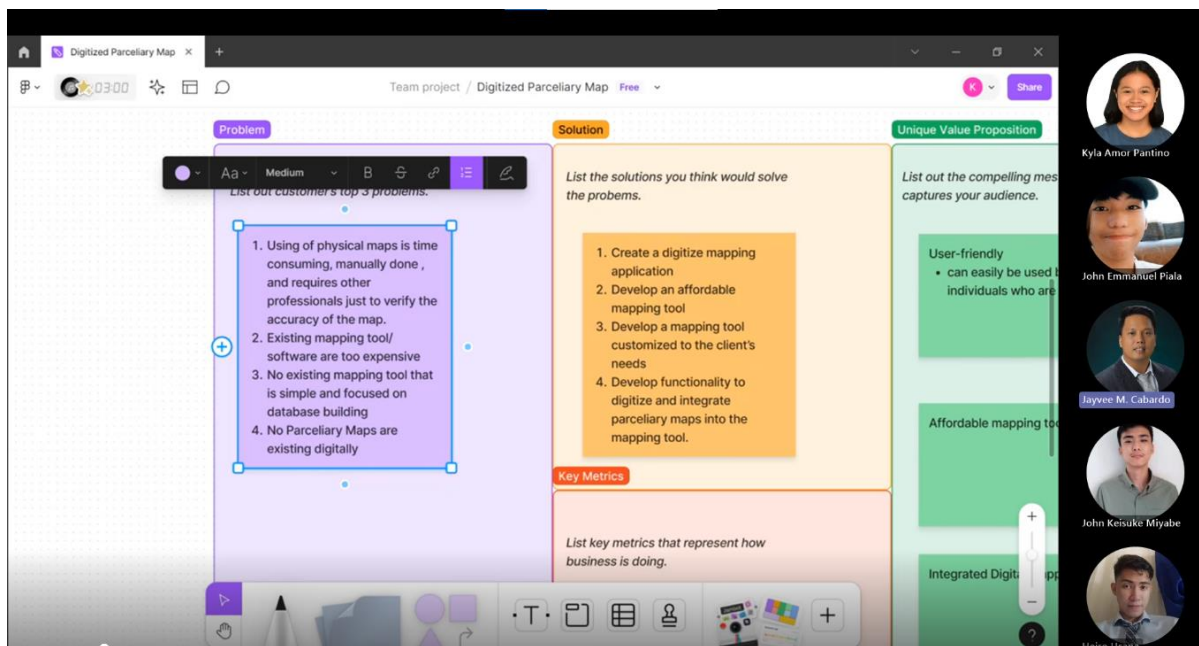 Digitized Parceliary Map
03:00
Team project / Digitized Parceliary Map Free
K
Share
Problem
Solution
Unique Value Proposition
Aa
Medium
B
S
List out customer's top 3 problems.
1. Using of physical maps is time
consuming, manually done ,
and requires other
professionals just to verify the
accuracy of the map.
2. Existing mapping tool/
software are too expensive
3. No existing mapping tool that
is simple and focused on
database building
4. No Parceliary Maps are
existing digitally
List the solutions you think would solve
the probems.
1. Create a digitize mapping
application
2. Develop an affordable
mapping tool
3. Develop a mapping tool
customized to the client's
needs
4. Develop functionality to
digitize and integrate
parceliary maps into the
mapping tool.
Key Metrics
List key metrics that represent how
business is doing.
List out the compelling mes
captures your audience.
User-friendly
• can easily be used b
individuals who are
Affordable mapping too
Integrated Digit
T
?
Kyla Amor Pantino
John Emmanuel Piala
Jayvee M. Cabardo
John Keisuke Miyabe